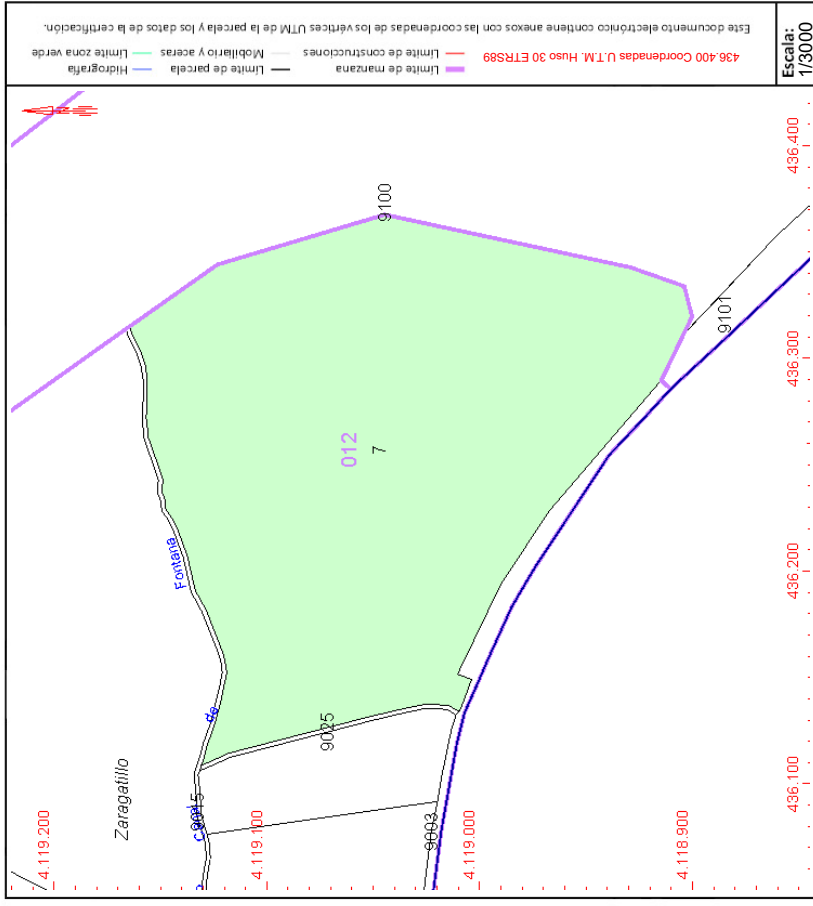 Este documento electrónico contiene anexos con las coordenadas de los vértices UTM de la parcela y los datos de la certificación.
436.400 Coordenadas U.T.M. Huso 30 ETRS89
Límite de manzana
Límite de construcciones
Límite de parcela
Mobiliario y aceras
Hidrografía
Límite zona verde
Escala:
1/3000
4.119.200
4.119.100
4.119.000
4.118.900
436.400
436.300
436.200
436.100
Zaragatillo
Fontana
de
9015
9025
9003
9100
9101
012
7